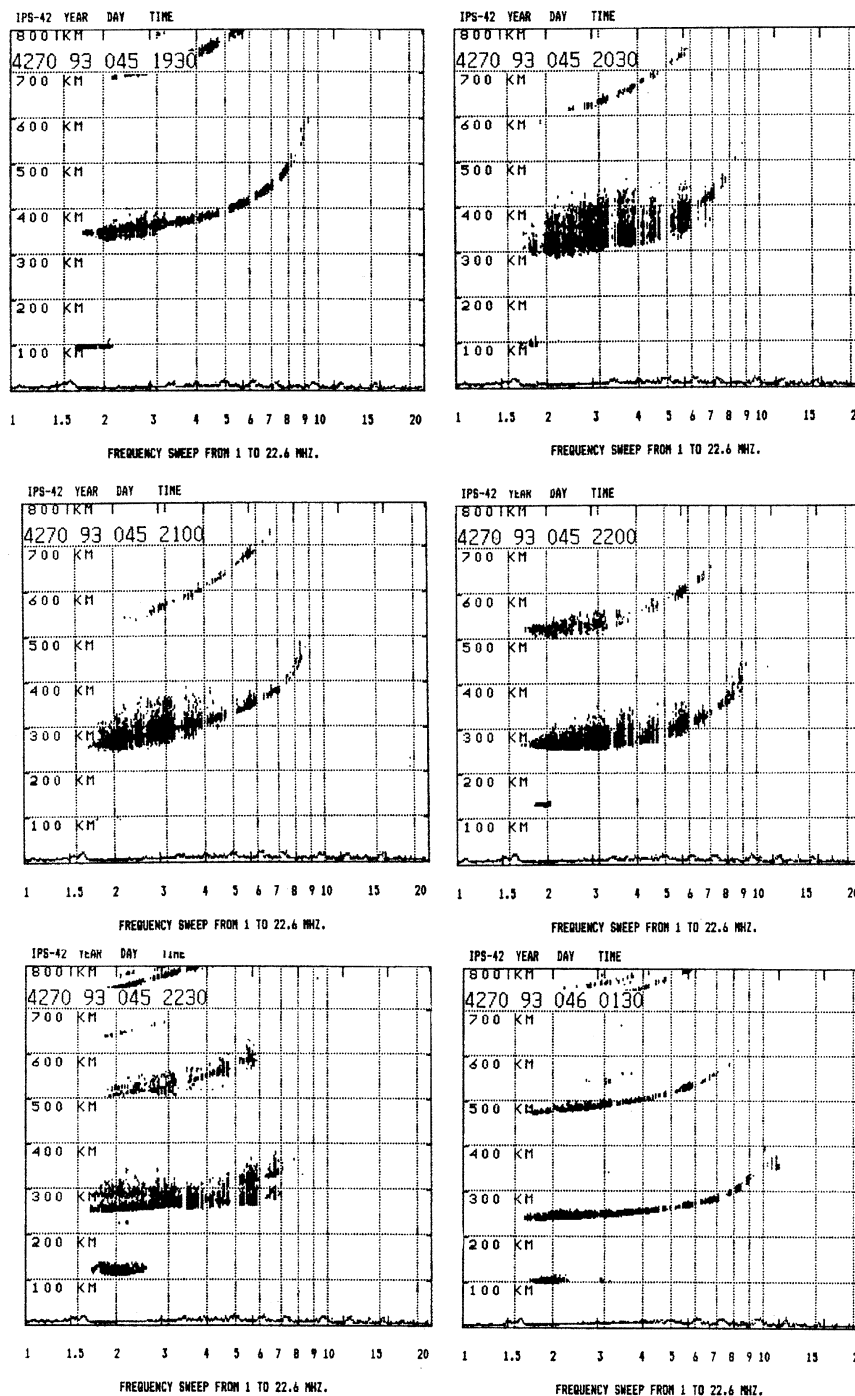 IPS-42 YEAR DAY TIME
800 KM
4270 93 045 1930
700 KM
600 KM
500 KM
400 KM
300 KM
200 KM
100 KM
1 1.5 2 3 4 5 6 7 8 9 10 15 20
FREQUENCY SWEEP FROM 1 TO 22.6 MHZ.
IPS-42 YEAR DAY TIME
800 KM
4270 93 045 2030
700 KM
600 KM
500 KM
400 KM
300 KM
200 KM
100 KM
1 1.5 2 3 4 5 6 7 8 9 10 15
FREQUENCY SWEEP FROM 1 TO 22.6 MHZ.
IPS-42 YEAR DAY TIME
800 KM
4270 93 045 2100
700 KM
600 KM
500 KM
400 KM
300 KM
200 KM
100 KM
1 1.5 2 3 4 5 6 7 8 9 10 15 20
FREQUENCY SWEEP FROM 1 TO 22.6 MHZ.
IPS-42 YEAR DAY TIME
800 KM
4270 93 045 2200
700 KM
600 KM
500 KM
400 KM
300 KM
200 KM
100 KM
1 1.5 2 3 4 5 6 7 8 9 10 15
FREQUENCY SWEEP FROM 1 TO 22.6 MHZ.
IPS-42 YEAR DAY TIME
800 KM
4270 93 045 2230
700 KM
600 KM
500 KM
400 KM
300 KM
200 KM
100 KM
1 1.5 2 3 4 5 6 7 8 9 10 15 20
FREQUENCY SWEEP FROM 1 TO 22.6 MHZ.
IPS-42 YEAR DAY TIME
800 KM
4270 93 046 0130
700 KM
600 KM
500 KM
400 KM
300 KM
200 KM
100 KM
1 1.5 2 3 4 5 6 7 8 9 10 15
FREQUENCY SWEEP FROM 1 TO 22.6 MHZ.